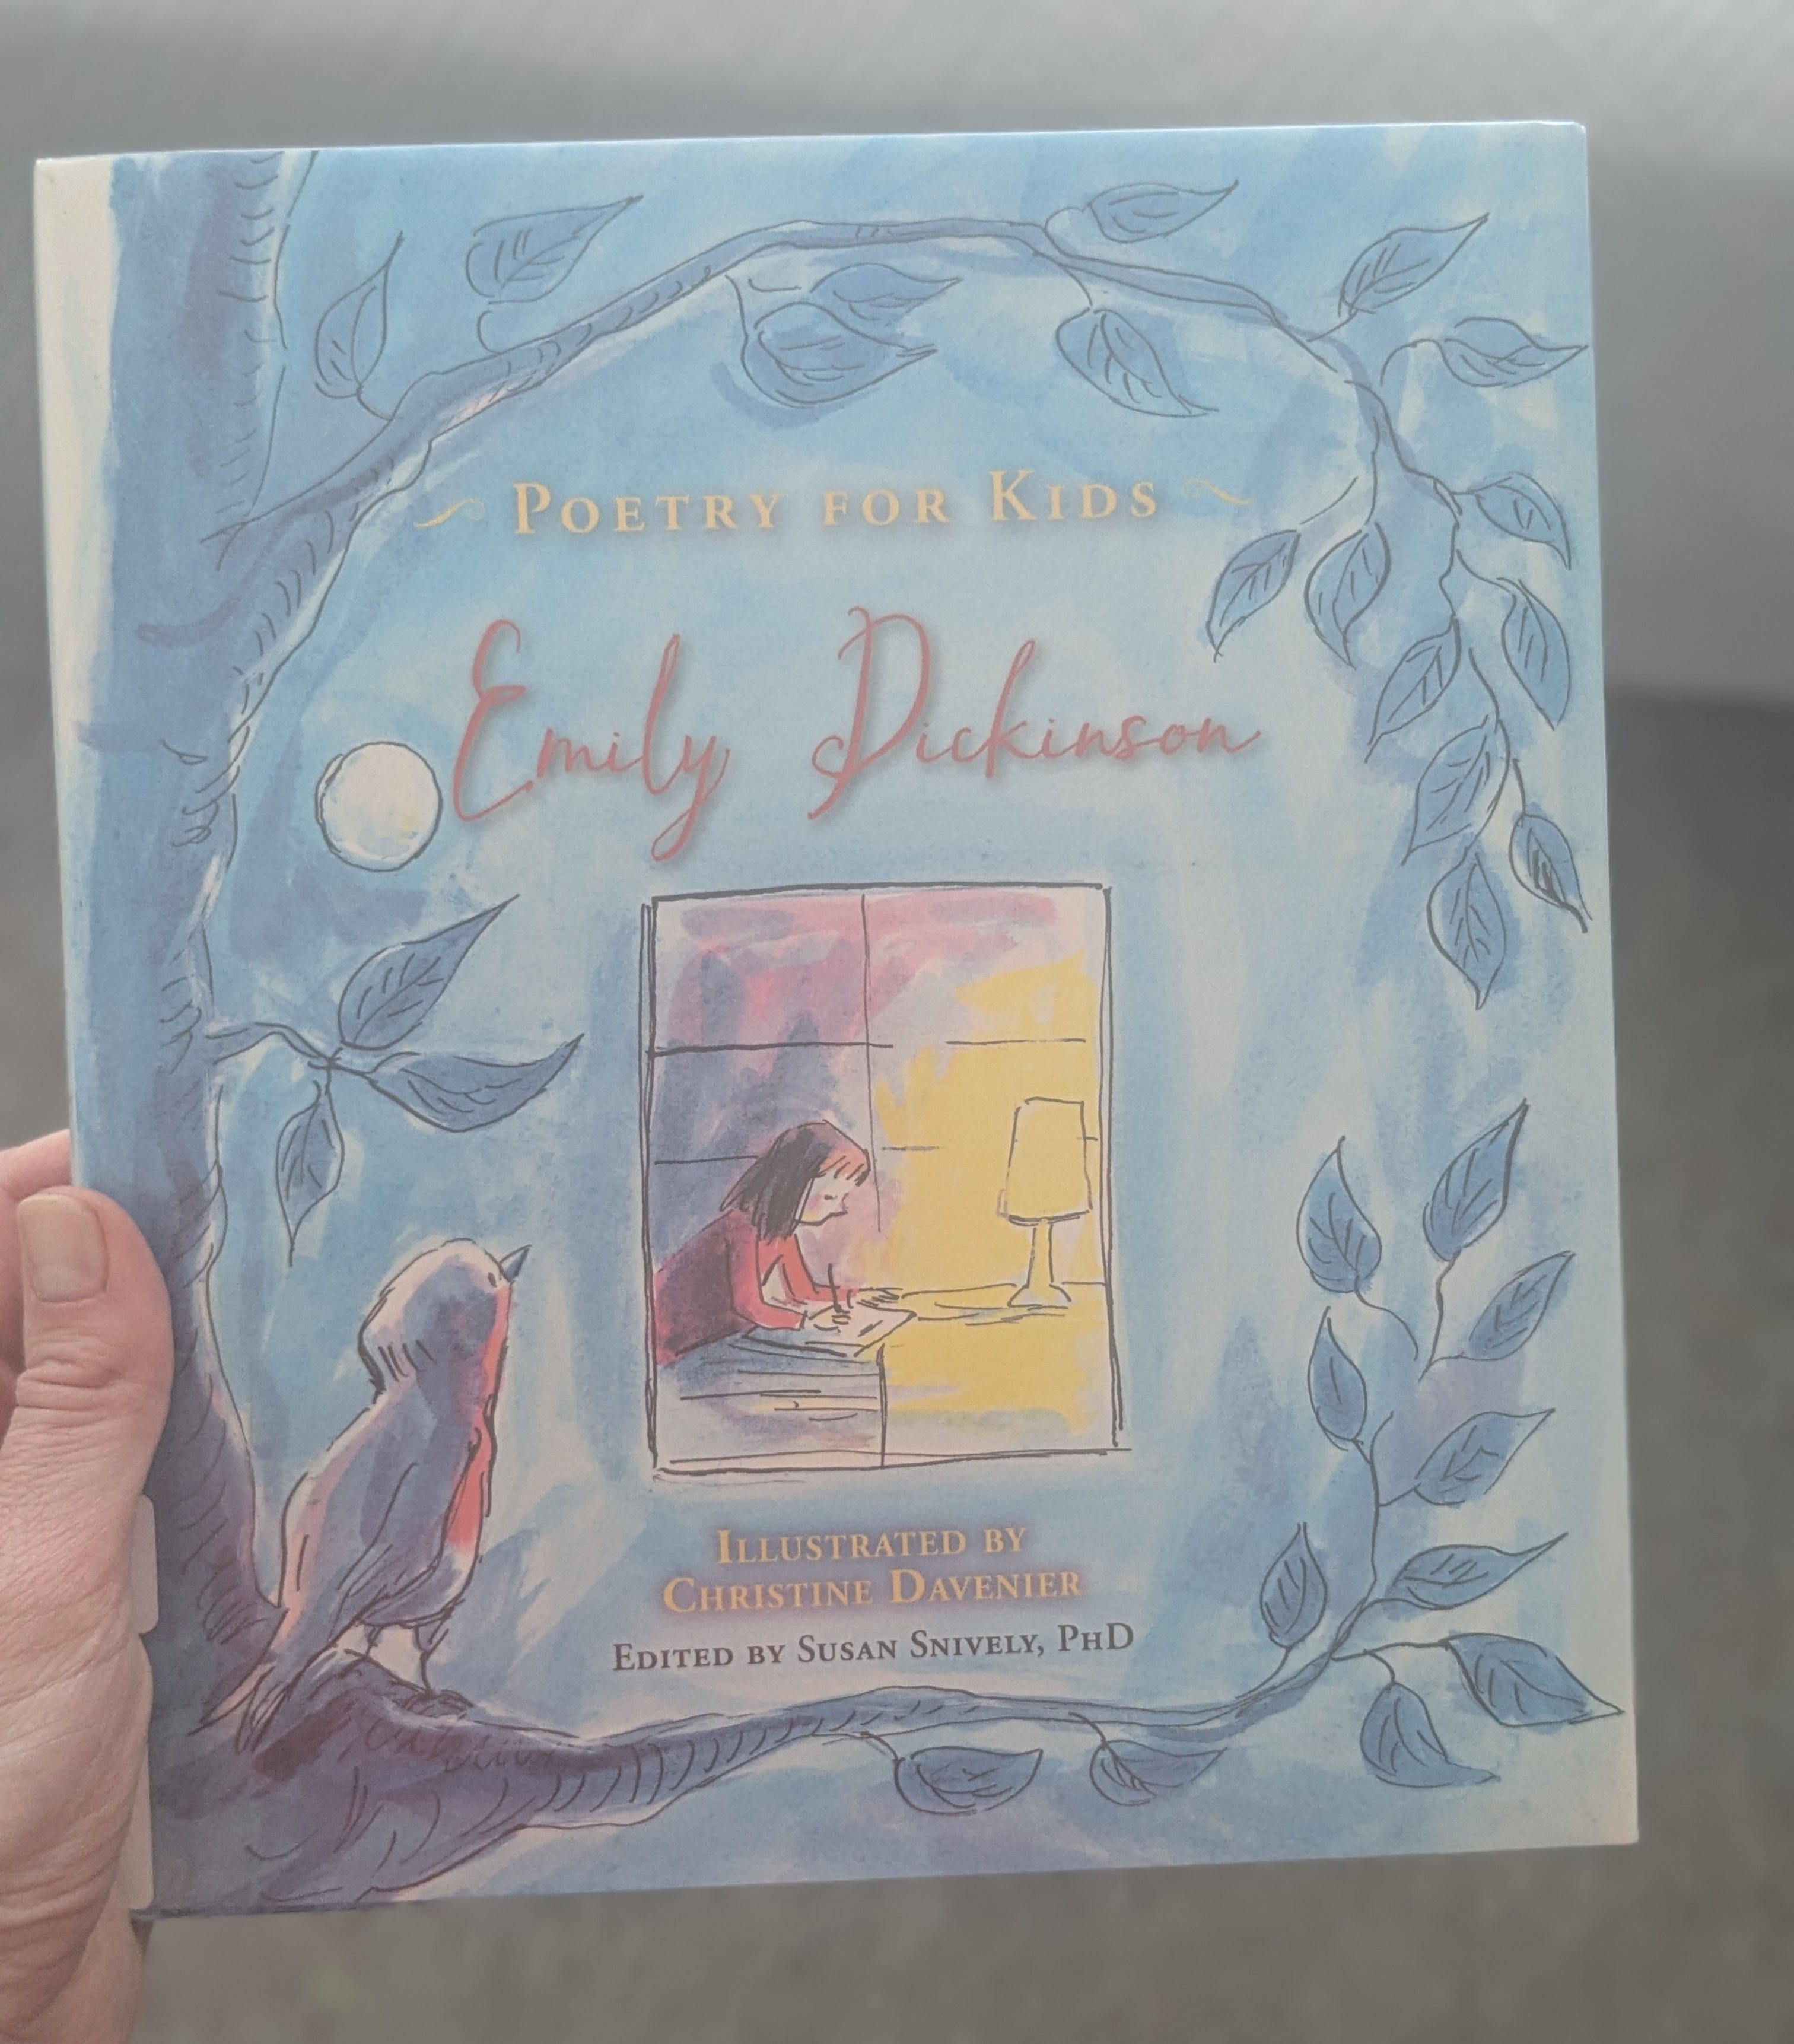 Poetry for Kids
Emily Dickinson
Illustrated by
Christine Davenier
Edited by Susan Snively, PhD